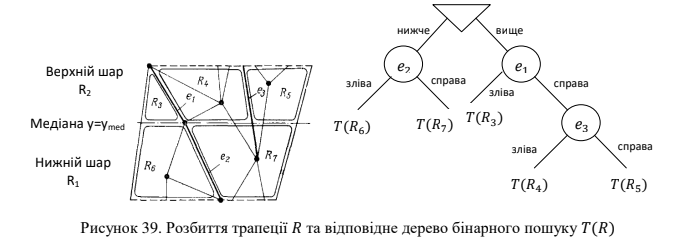 нижче
вище
e₂
e₁
зліва
справа
зліва
справа
T(R₆)
T(R₇)
T(R₃)
e₃
зліва
справа
T(R₄)
T(R₅)
Верхній шар
R₂
Медіана y=yₘₑd
Нижній шар
R₁
R₃
e₁
R₄
e₃
R₅
R₆
e₂
R₇
Рисунок 39. Розбиття трапеції R та відповідне дерево бінарного пошуку T(R)